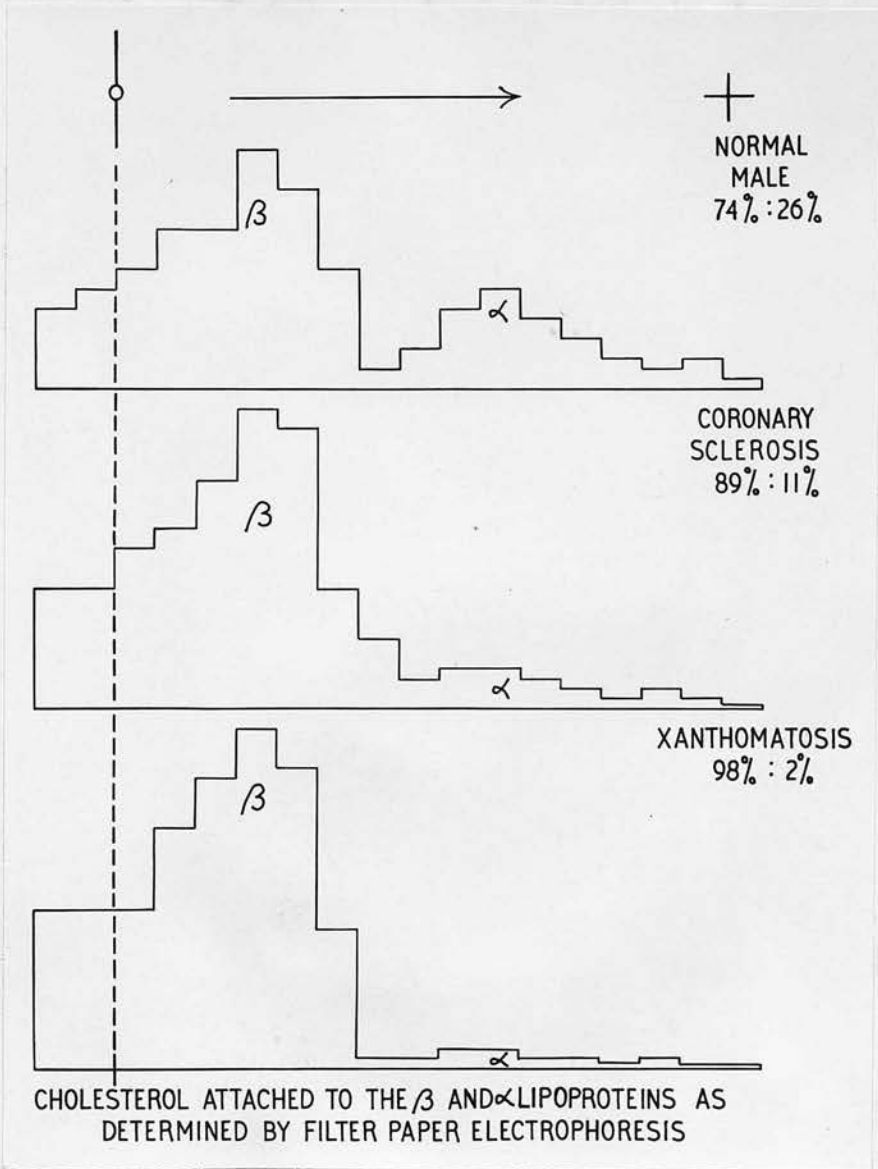 NORMAL
MALE
74% : 26%
β
α
CORONARY
SCLEROSIS
89% : 11%
β
α
XANTHOMATOSIS
98% : 2%
β
α
CHOLESTEROL ATTACHED TO THE β AND α LIPOPROTEINS AS
DETERMINED BY FILTER PAPER ELECTROPHORESIS